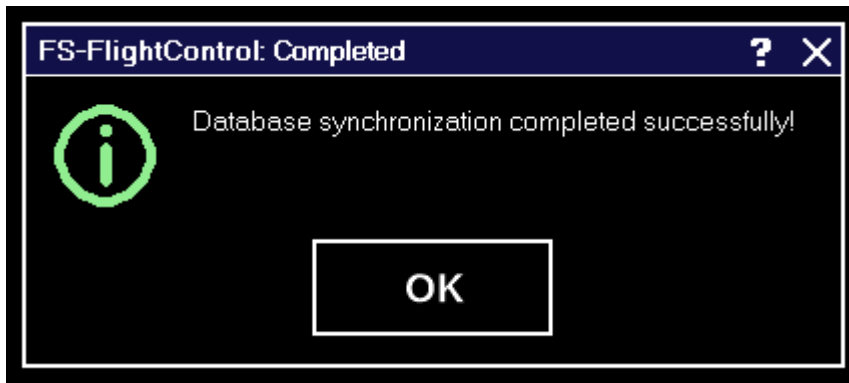 FS-FlightControl: Completed ? X
Database synchronization completed successfully!
OK